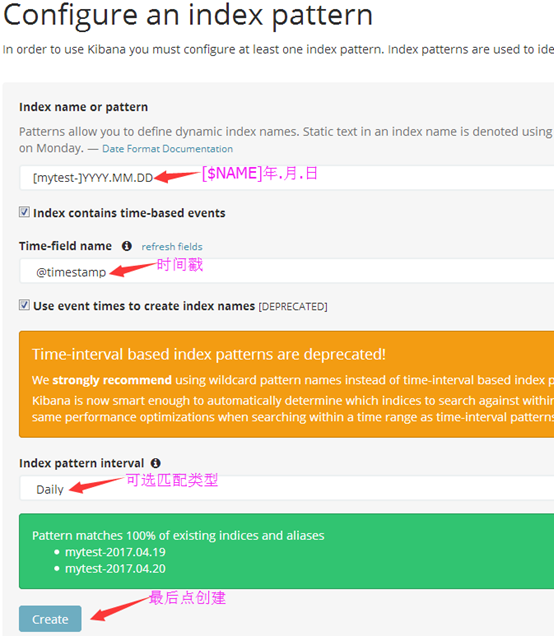 Configure an index pattern
In order to use Kibana you must configure at least one index pattern. Index patterns are used to ide
Index name or pattern
Patterns allow you to define dynamic index names. Static text in an index name is denoted using
on Monday. — Date Format Documentation
[mytest-]YYYY.MM.DD [$NAME]年.月.日
Index contains time-based events
Time-field name refresh fields
@timestamp 时间戳
Use event times to create index names [DEPRECATED]
Time-interval based index patterns are deprecated!
We strongly recommend using wildcard pattern names instead of time-interval based index p
Kibana is now smart enough to automatically determine which indices to search against within
same performance optimizations when searching within a time range as time-interval patterns
Index pattern interval
Daily 可选匹配类型
Pattern matches 100% of existing indices and aliases
• mytest-2017.04.19
• mytest-2017.04.20
Create 最后点创建